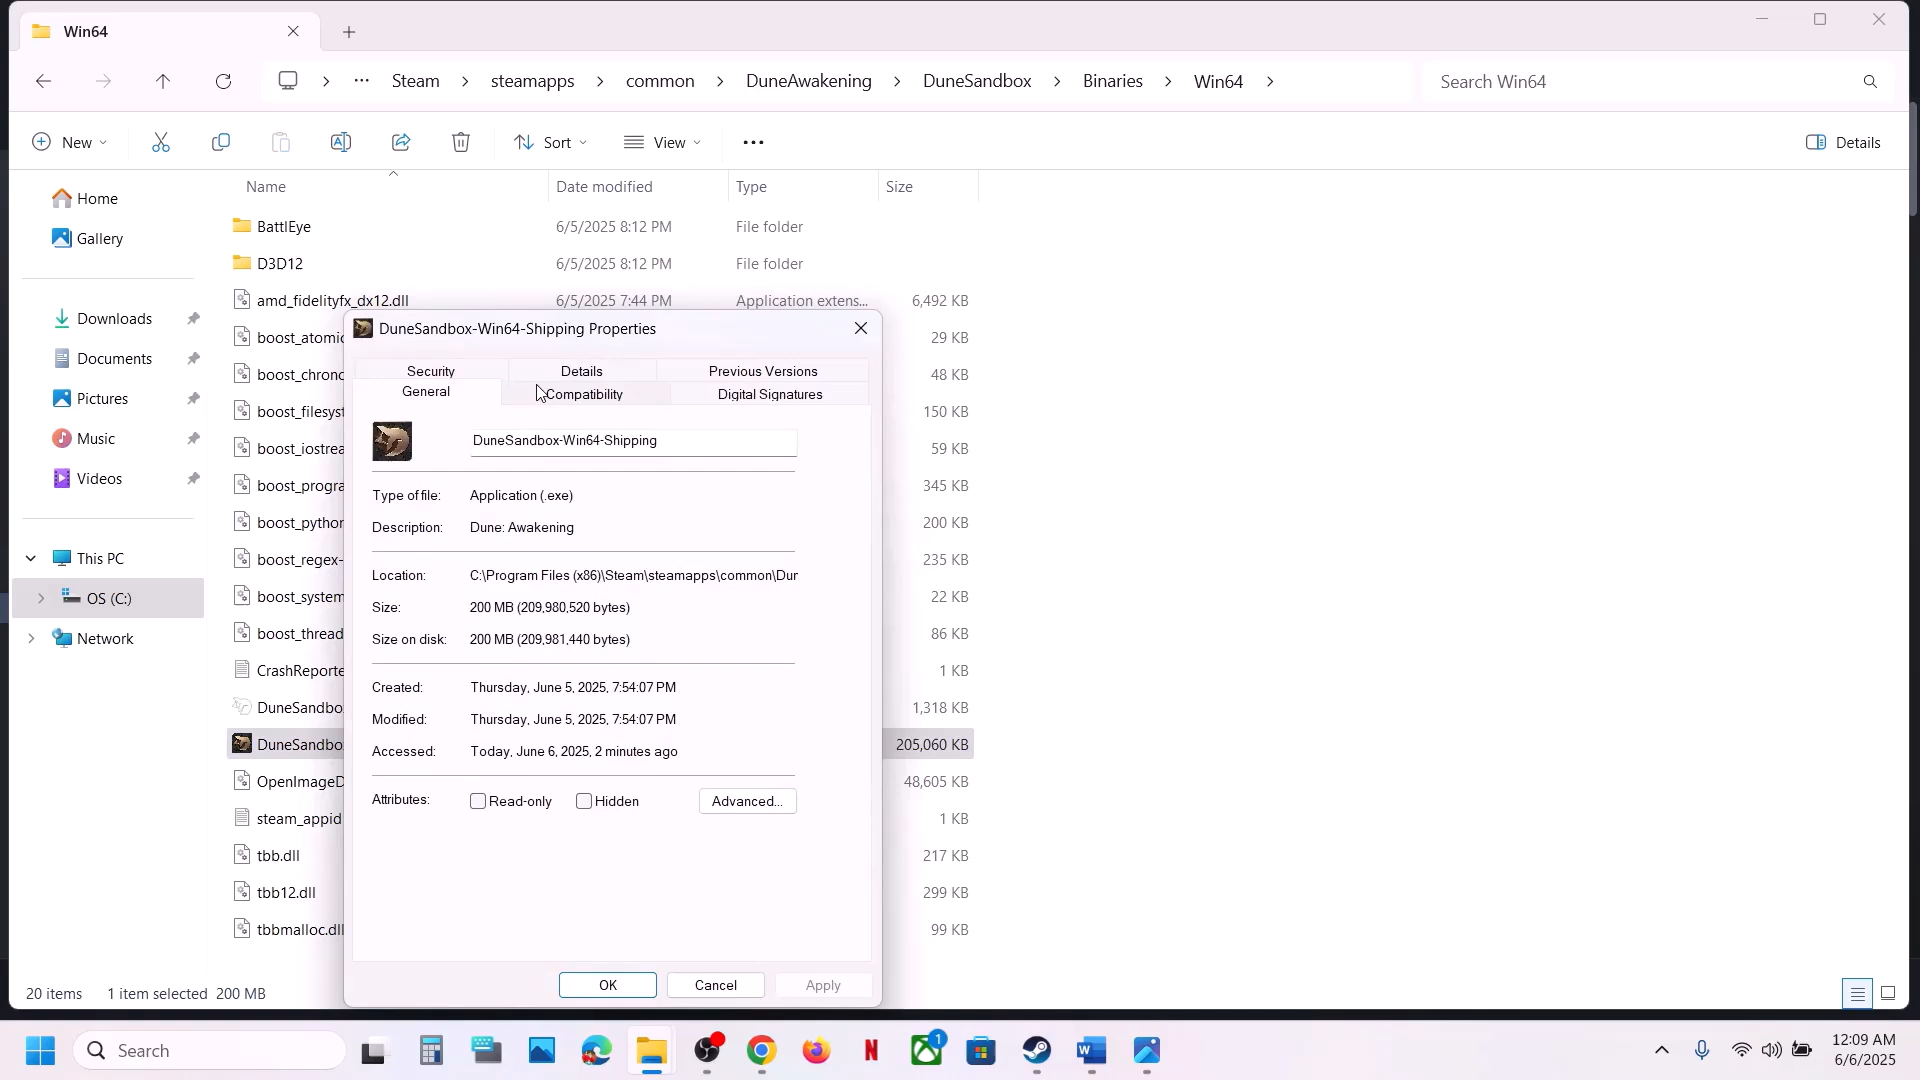 Win64
Steam
steamapps
common
DuneAwakening
DuneSandbox
Binaries
Win64
Search Win64
New
Sort
View
Details
Name
Date modified
Type
Size
Home
Gallery
Downloads
Documents
Pictures
Music
Videos
This PC
OS (C:)
Network
BattlEye 6/5/2025 8:12 PM File folder
D3D12 6/5/2025 8:12 PM File folder
amd_fidelityfx_dx12.dll 6/5/2025 7:44 PM Application extens... 6,492 KB
boost_atomic 29 KB
boost_chrono 48 KB
boost_filesyst 150 KB
boost_iostrea 59 KB
boost_progra 345 KB
boost_python 200 KB
boost_regex- 235 KB
boost_system 22 KB
boost_thread 86 KB
CrashReporte 1 KB
DuneSandbo 1,318 KB
DuneSandbo 205,060 KB
OpenImageD 48,605 KB
steam_appid 1 KB
tbb.dll 217 KB
tbb12.dll 299 KB
tbbmalloc.dll 99 KB
DuneSandbox-Win64-Shipping Properties
Security
Details
Previous Versions
General
Compatibility
Digital Signatures
DuneSandbox-Win64-Shipping
Type of file: Application (.exe)
Description: Dune: Awakening
Location: C:\Program Files (x86)\Steam\steamapps\common\Dur
Size: 200 MB (209,980,520 bytes)
Size on disk: 200 MB (209,981,440 bytes)
Created: Thursday, June 5, 2025, 7:54:07 PM
Modified: Thursday, June 5, 2025, 7:54:07 PM
Accessed: Today, June 6, 2025, 2 minutes ago
Attributes: Read-only Hidden Advanced...
OK
Cancel
Apply
20 items 1 item selected 200 MB
Search
1
12:09 AM
6/6/2025